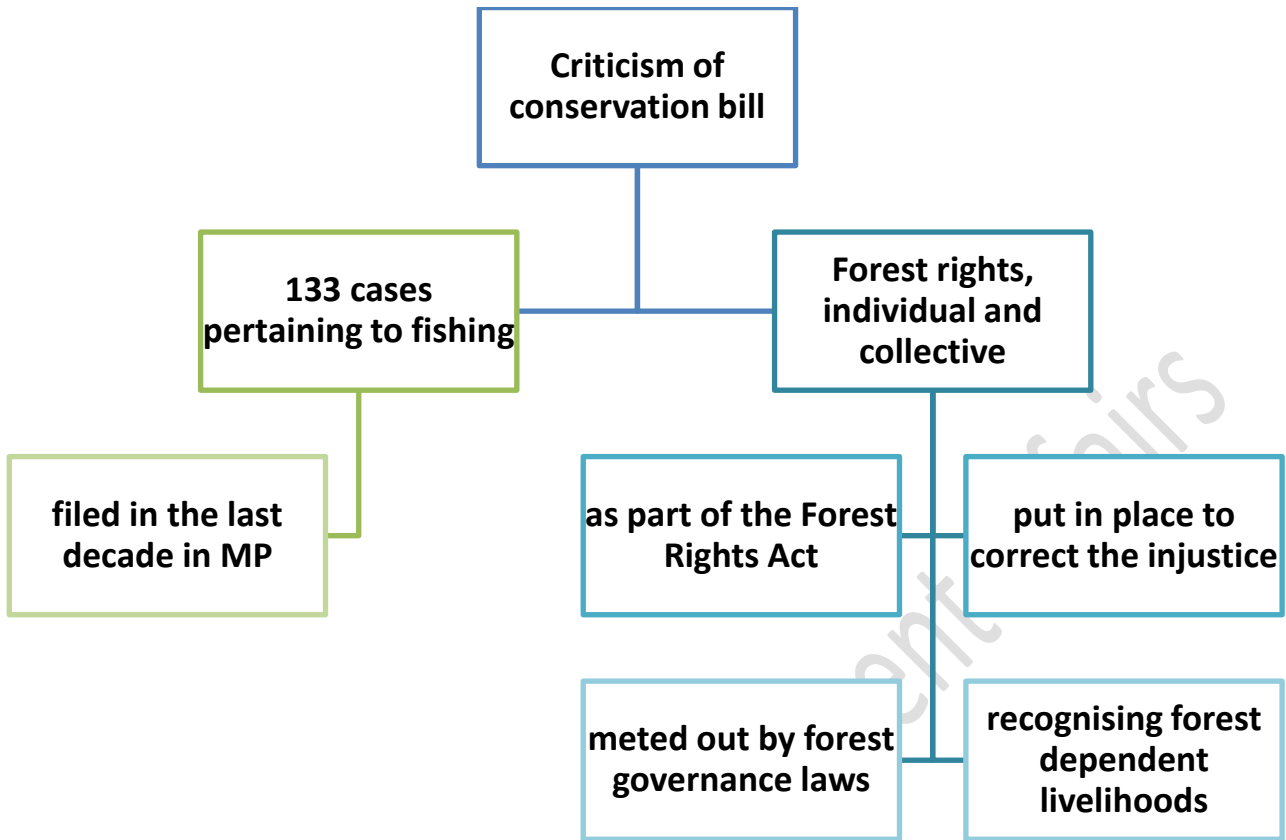 Criticism of
conservation bill
133 cases
pertaining to fishing
Forest rights,
individual and
collective
filed in the last
decade in MP
as part of the Forest
Rights Act
put in place to
correct the injustice
meted out by forest
governance laws
recognising forest
dependent
livelihoods